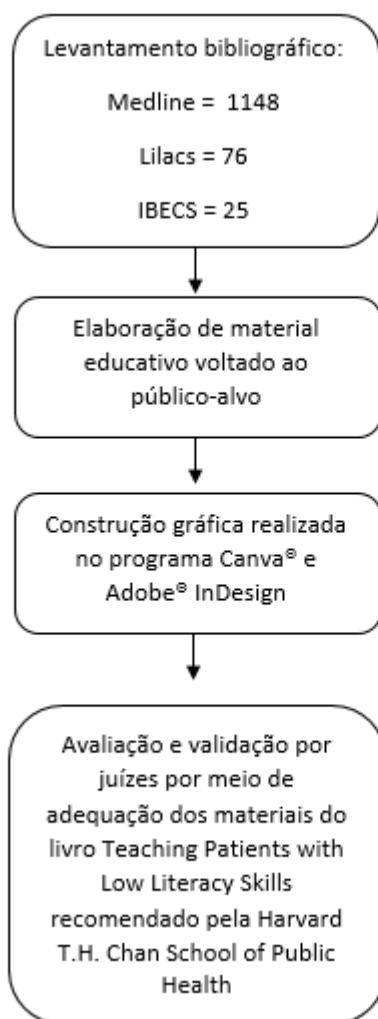 Levantamento bibliográfico:
Medline = 1148
Lilacs = 76
IBECS = 25
Elaboração de material
educativo voltado ao
público-alvo
Construção gráfica realizada
no programa Canva® e
Adobe® InDesign
Avaliação e validação por
juízes por meio de
adequação dos materiais do
livro Teaching Patients with
Low Literacy Skills
recomendado pela Harvard
T.H. Chan School of Public
Health